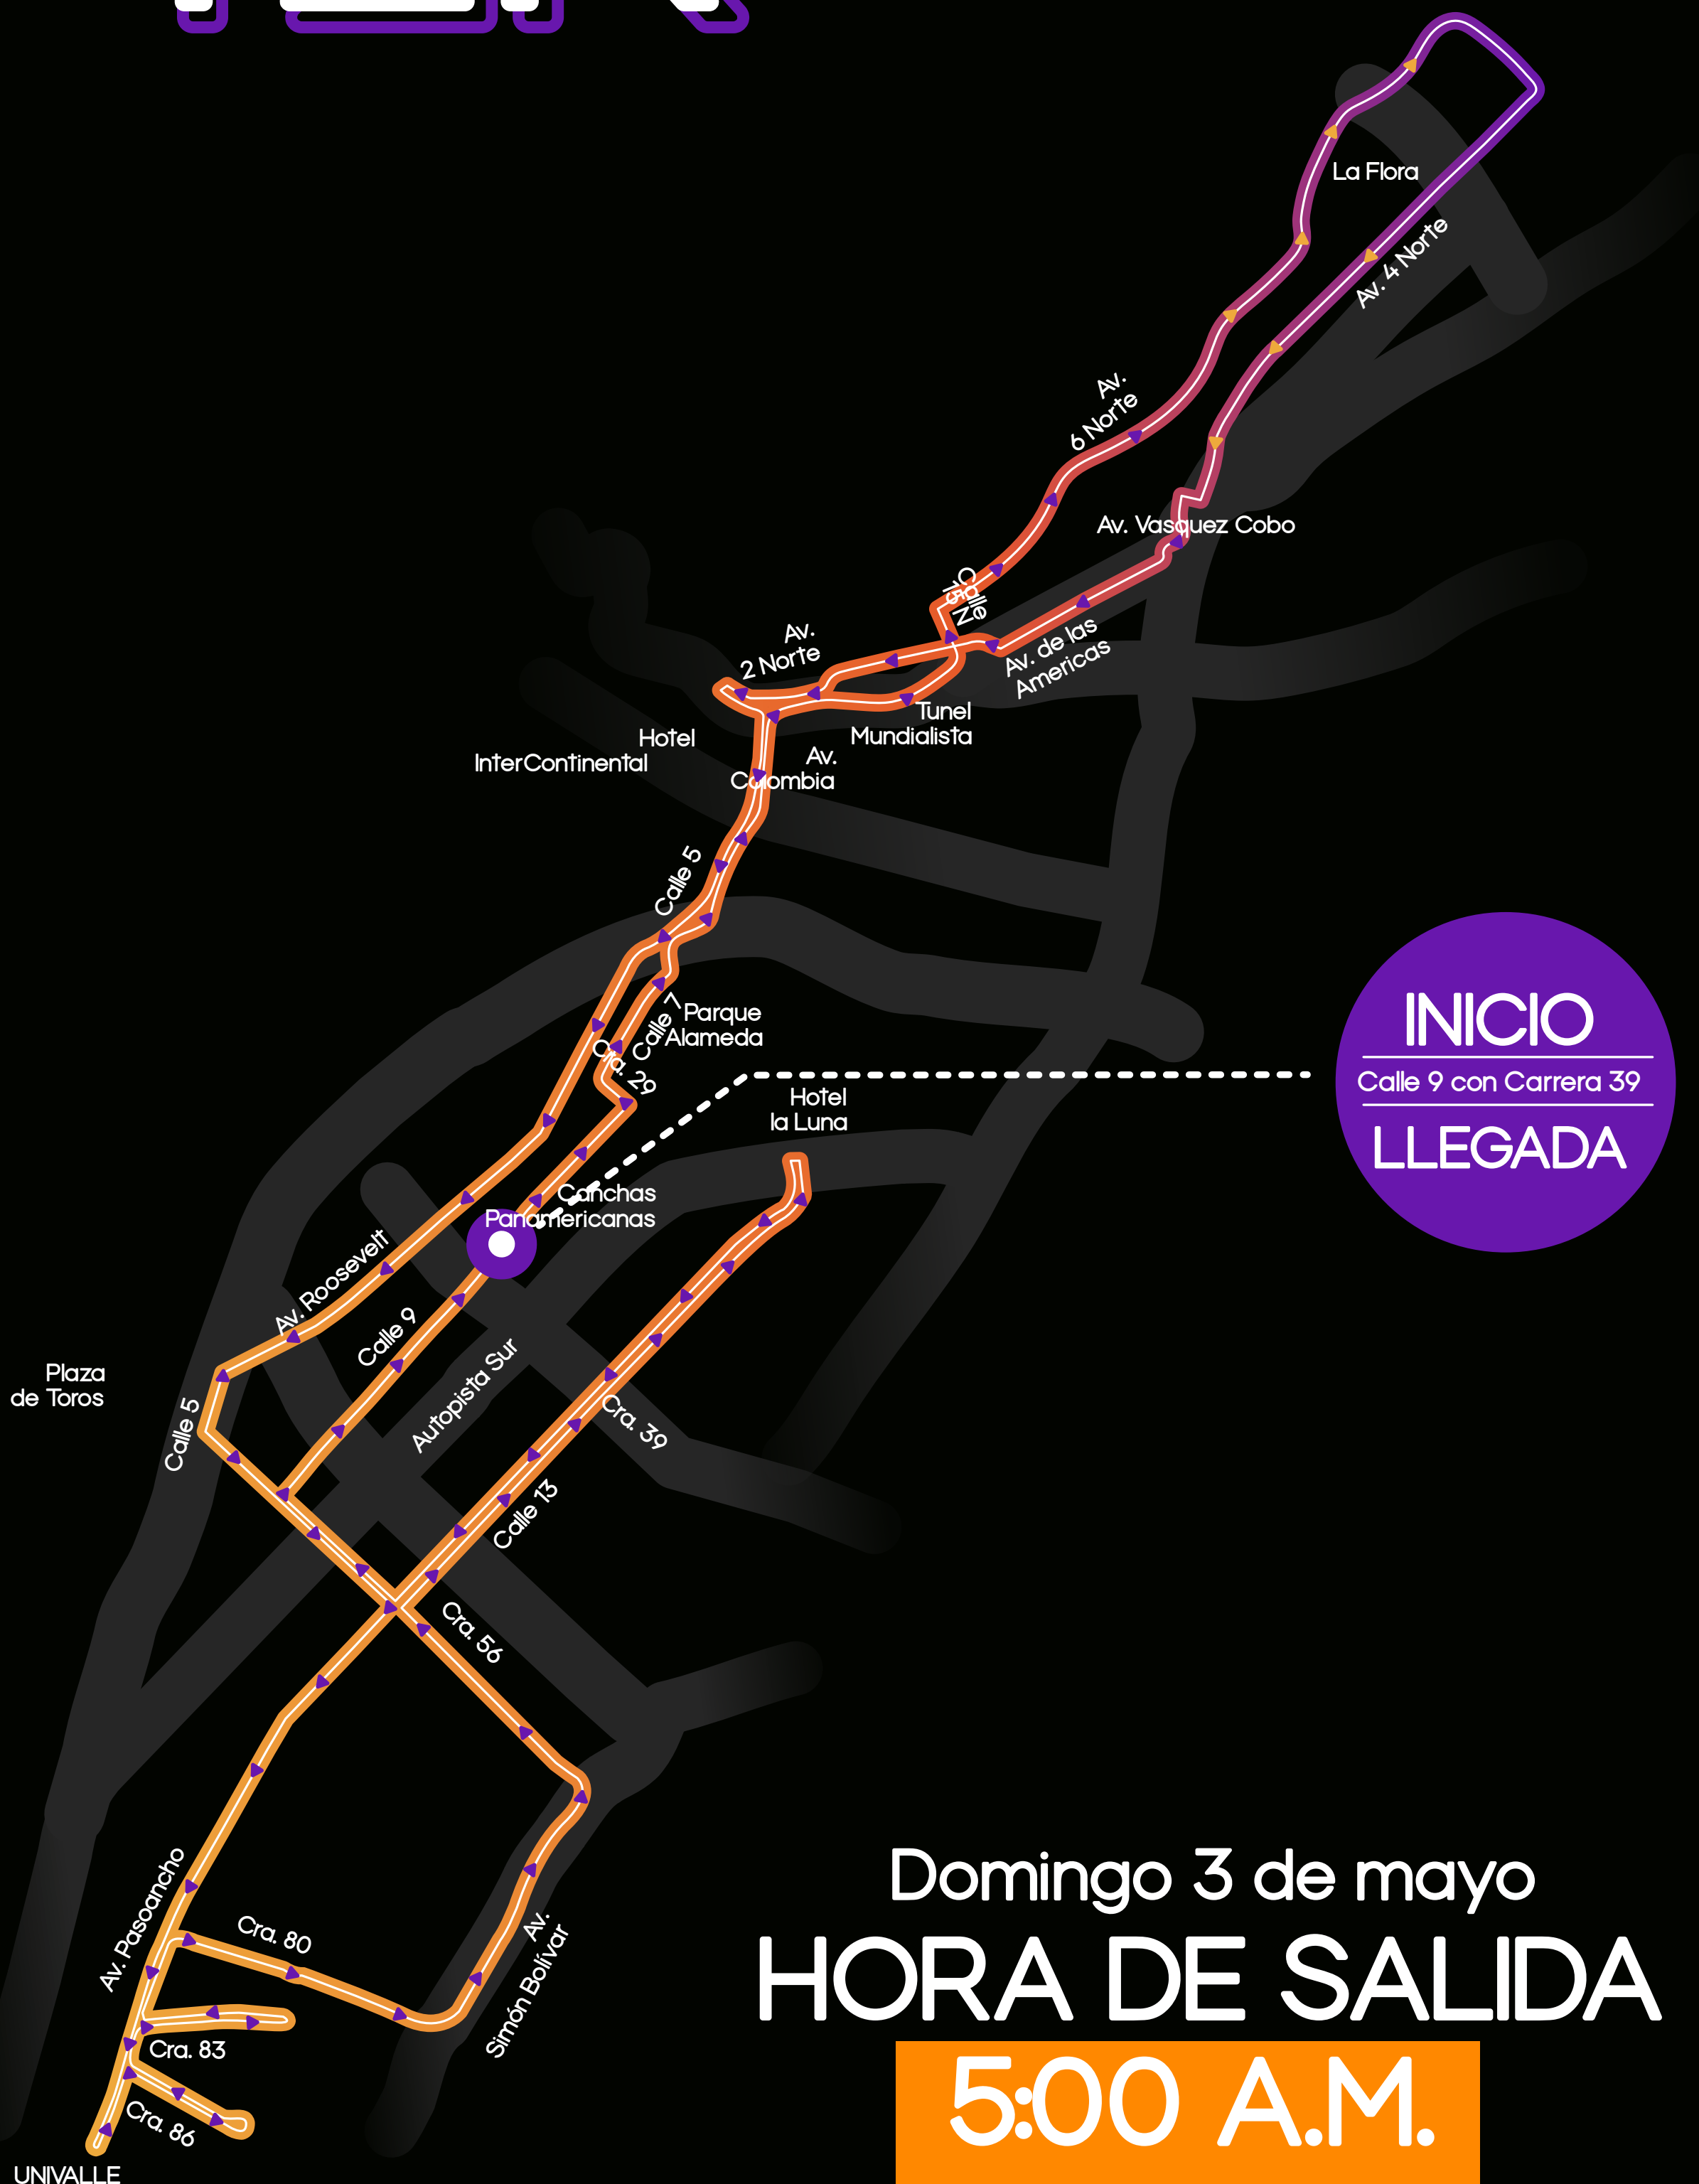 La Flora
Av. 4 Norte
Av.
6 Norte
Av. Vasquez Cobo
Calle
15N
Av. de las
Americas
Av.
2 Norte
Tunel
Mundialista
Hotel
InterContinental
Av.
Colombia
Calle 5
Calle 7
Parque
Alameda
Cra. 29
Hotel
la Luna
INICIO
Calle 9 con Carrera 39
LLEGADA
Canchas
Panamericanas
Av. Roosevelt
Calle 9
Plaza
de Toros
Calle 5
Autopista Sur
Cra. 39
Calle 13
Cra. 56
Av. Pasoancho
Cra. 80
Av.
Simón Bolívar
Cra. 83
Cra. 86
UNIVALLE
Domingo 3 de mayo
HORA DE SALIDA
5:00 A.M.